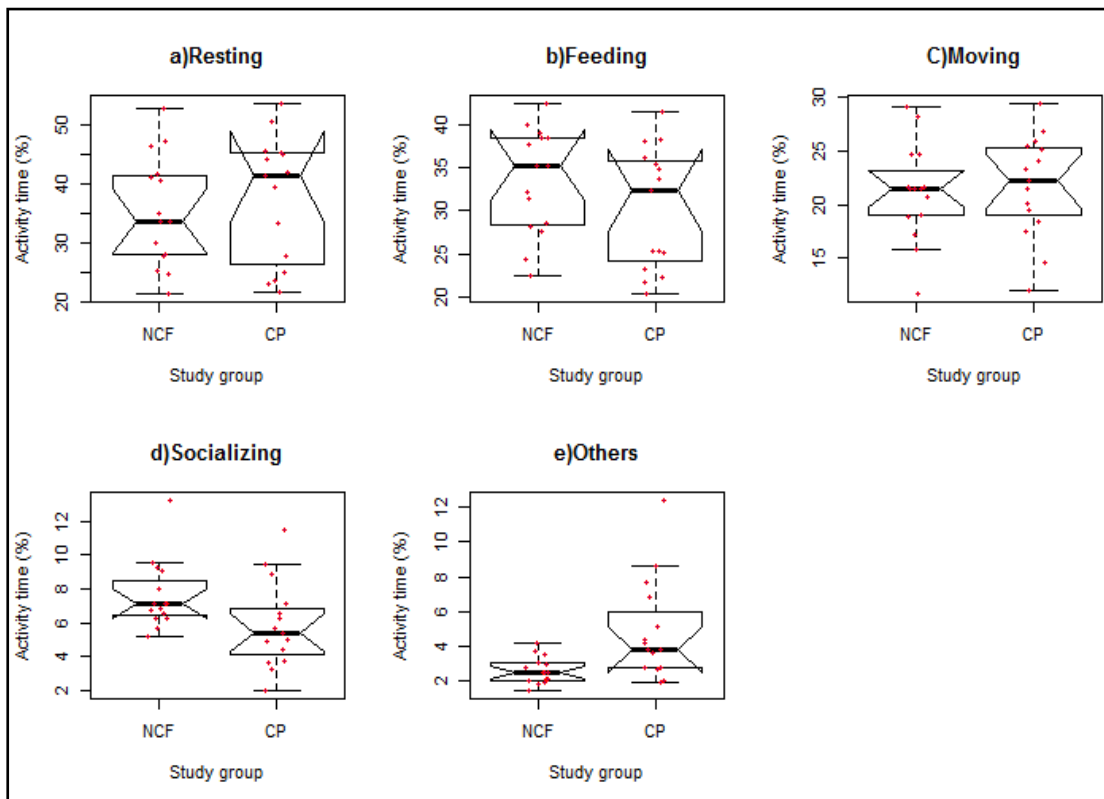 a)Resting
Activity time (%)
50
40
30
20
NCF CP
Study group
b)Feeding
Activity time (%)
40
35
30
25
20
NCF CP
Study group
C)Moving
Activity time (%)
30
25
20
15
NCF CP
Study group
d)Socializing
Activity time (%)
12
10
8
6
4
2
NCF CP
Study group
e)Others
Activity time (%)
12
10
8
6
4
2
NCF CP
Study group